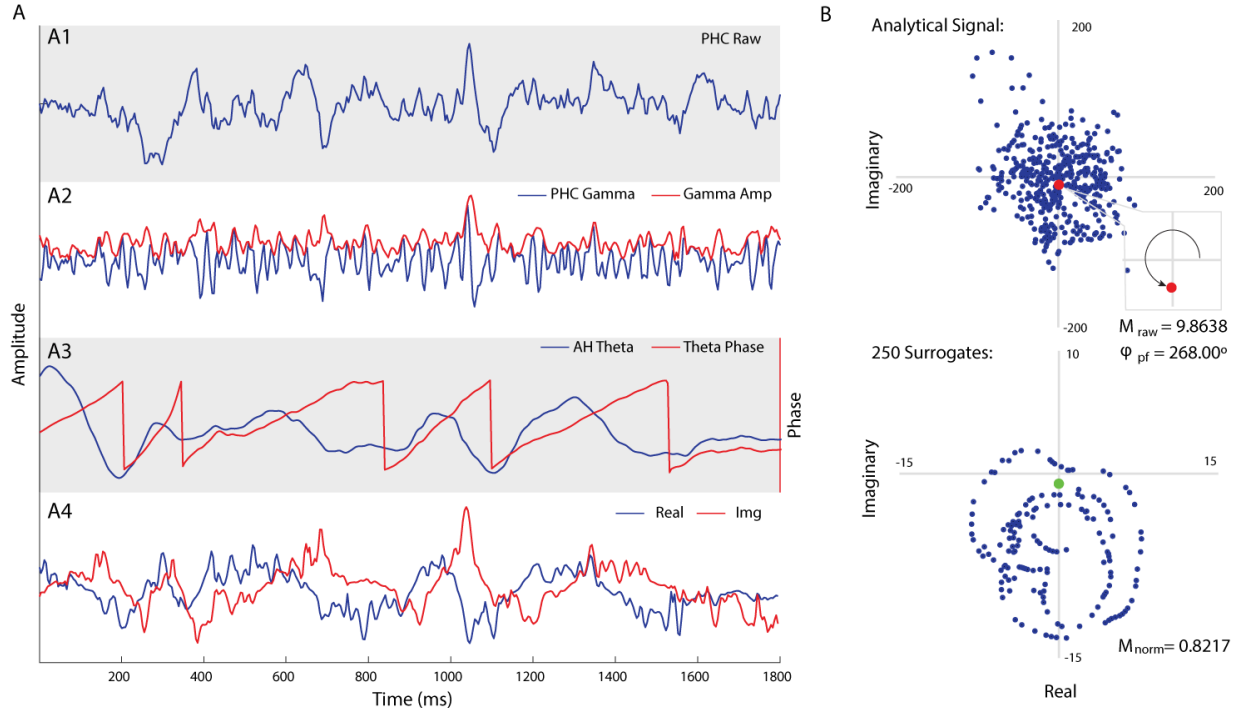 A
A1
PHC Raw
A2
PHC Gamma
Gamma Amp
A3
AH Theta
Theta Phase
A4
Real
Img
Amplitude
Phase
200
400
600
800
1000
1200
1400
1600
1800
Time (ms)
B
Analytical Signal:
200
Imaginary
-200
200
-200
M raw = 9.8638
φ pf = 268.00º
250 Surrogates:
10
Imaginary
-15
15
-15
Mnorm= 0.8217
Real